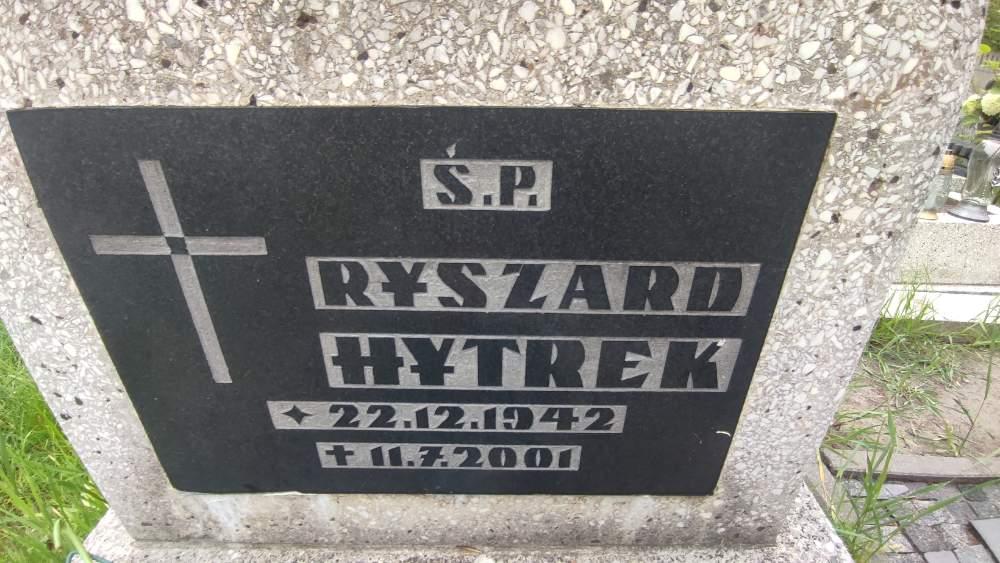 Ś.P.
RYSZARD
HYTREK
✦ 22.12.1942
✝ 11.7.2001